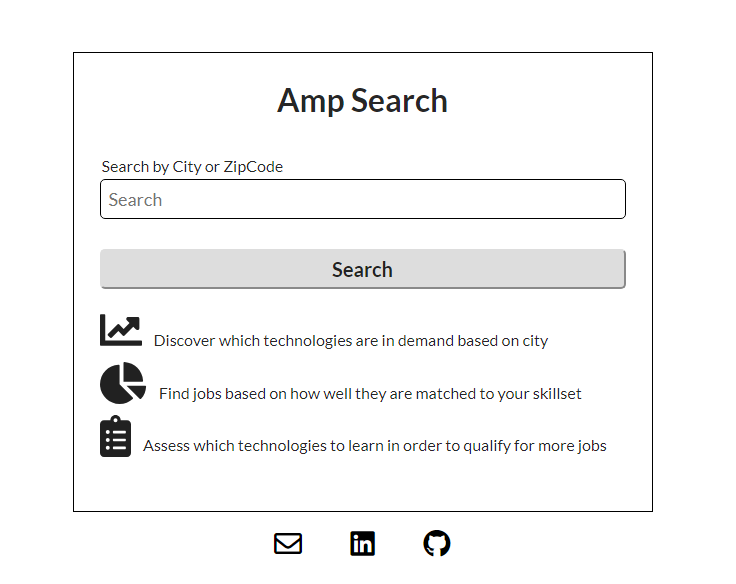 Amp Search
Search by City or ZipCode
Search
Search
Discover which technologies are in demand based on city
Find jobs based on how well they are matched to your skillset
Assess which technologies to learn in order to qualify for more jobs